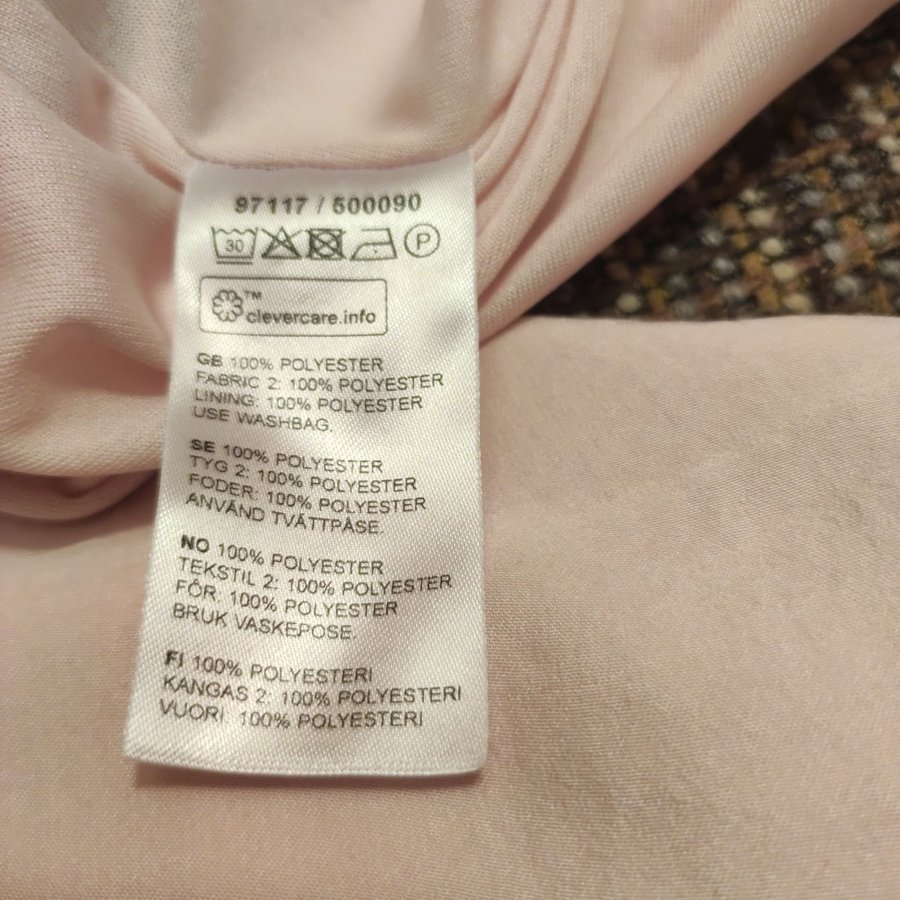 97117 / 500090
30 P
™
clevercare.info
GB 100% POLYESTER
FABRIC 2: 100% POLYESTER
LINING: 100% POLYESTER
USE WASHBAG.
SE 100% POLYESTER
TYG 2: 100% POLYESTER
FODER: 100% POLYESTER
ANVÄND TVÄTTPÅSE.
NO 100% POLYESTER
TEKSTIL 2: 100% POLYESTER
FÔR: 100% POLYESTER
BRUK VASKEPOSE.
FI 100% POLYESTERI
KANGAS 2: 100% POLYESTERI
VUORI: 100% POLYESTERI